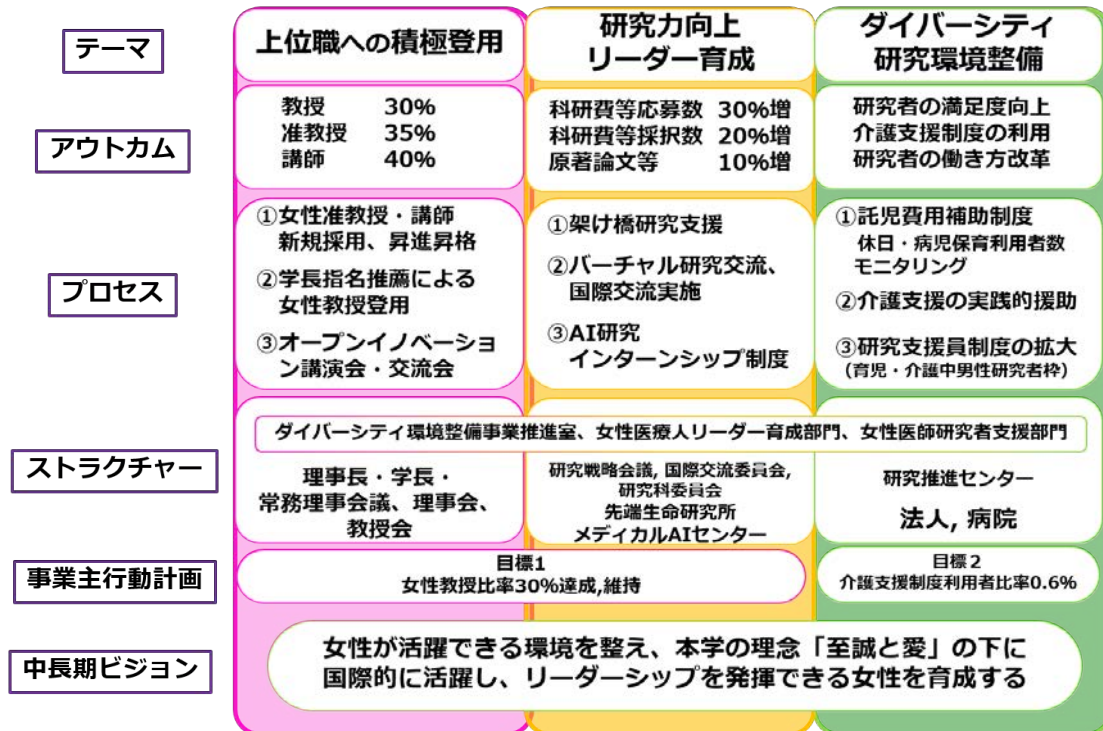 テーマ
上位職への積極登用
研究力向上
リーダー育成
ダイバーシティ
研究環境整備
アウトカム
教授 30%
准教授 35%
講師 40%
科研費等応募数 30%増
科研費等採択数 20%増
原著論文等 10%増
研究者の満足度向上
介護支援制度の利用
研究者の働き方改革
プロセス
①女性准教授・講師
新規採用、昇進昇格
②学長指名推薦による
女性教授登用
③オープンイノベーショ
ン講演会・交流会
①架け橋研究支援
②バーチャル研究交流、
国際交流実施
③AI研究
インターンシップ制度
①託児費用補助制度
休日・病児保育利用者数
モニタリング
②介護支援の実践的援助
③研究支援員制度の拡大
(育児・介護中男性研究者枠)
ストラクチャー
ダイバーシティ環境整備事業推進室、女性医療人リーダー育成部門、女性医師研究者支援部門
理事長・学長・
常務理事会議、理事会、
教授会
研究戦略会議, 国際交流委員会,
研究科委員会
先端生命研究所
メディカルAIセンター
研究推進センター
法人, 病院
事業主行動計画
目標1
女性教授比率30%達成,維持
目標2
介護支援制度利用者比率0.6%
中長期ビジョン
女性が活躍できる環境を整え、本学の理念「至誠と愛」の下に
国際的に活躍し、リーダーシップを発揮できる女性を育成する